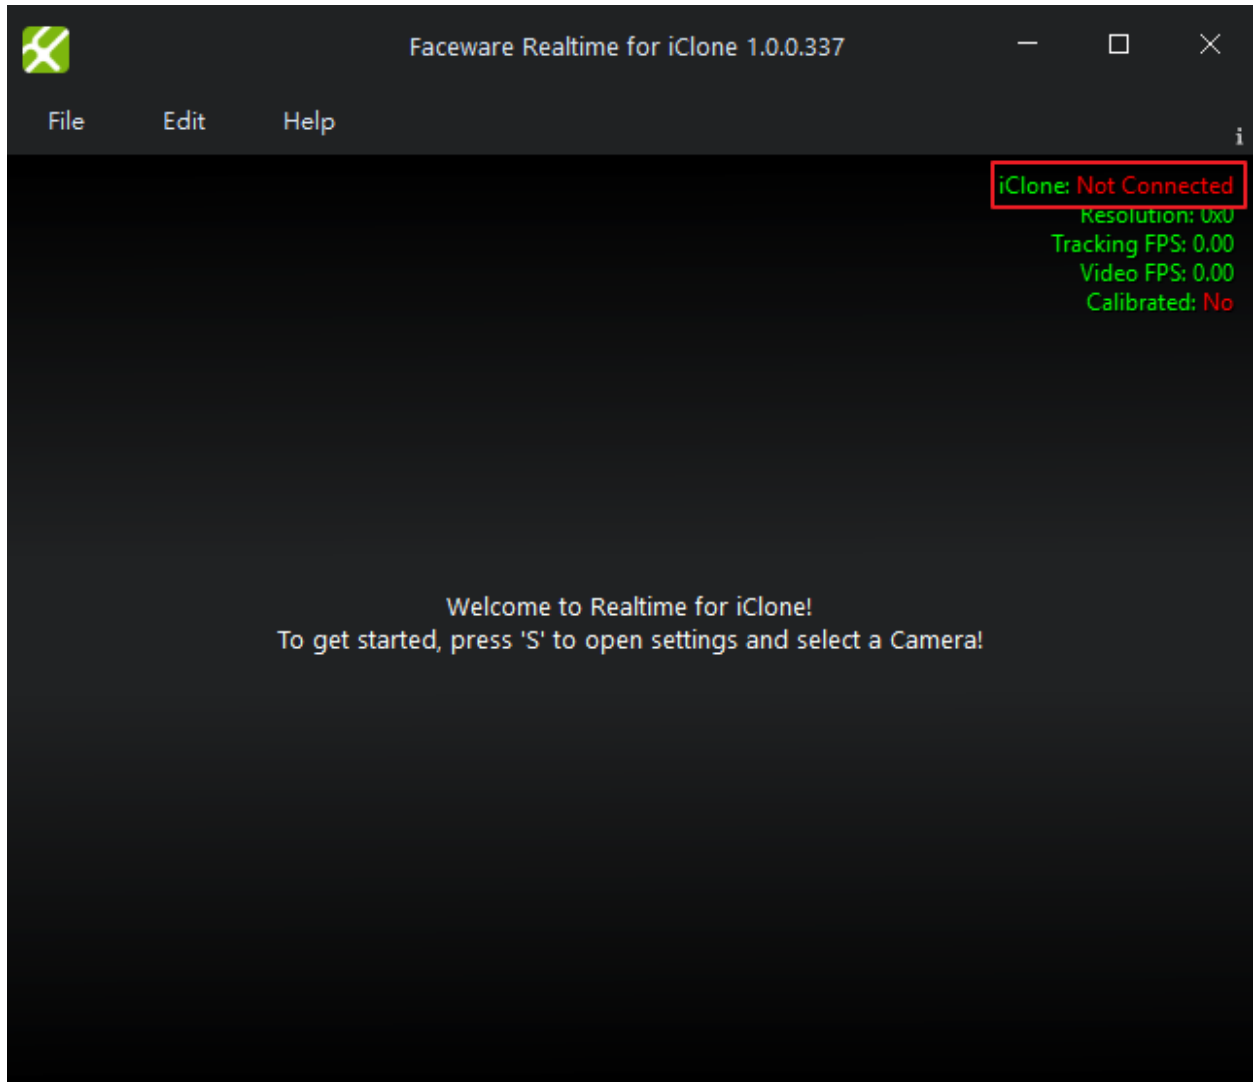 Faceware Realtime for iClone 1.0.0.337
File Edit Help
i
iClone: Not Connected
Resolution: 0x0
Tracking FPS: 0.00
Video FPS: 0.00
Calibrated: No
Welcome to Realtime for iClone!
To get started, press 'S' to open settings and select a Camera!